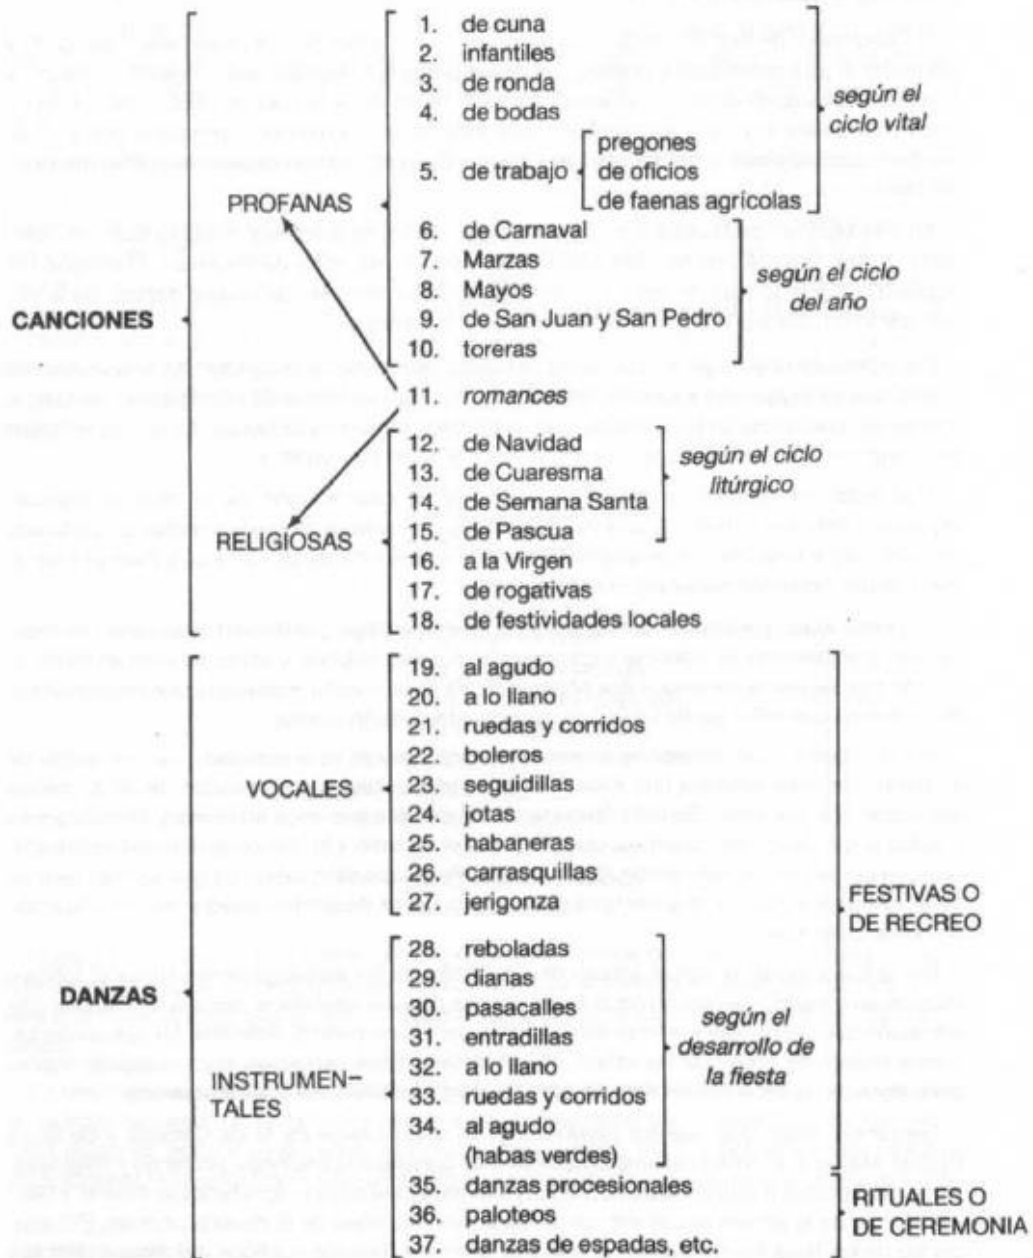 1. de cuna
2. infantiles
3. de ronda
4. de bodas
según el
ciclo vital
5. de trabajo
pregones
de oficios
de faenas agrícolas
PROFANAS
6. de Carnaval
7. Marzas
8. Mayos
9. de San Juan y San Pedro
10. toreras
según el ciclo
del año
CANCIONES
11. romances
12. de Navidad
13. de Cuaresma
14. de Semana Santa
15. de Pascua
según el ciclo
litúrgico
RELIGIOSAS
16. a la Virgen
17. de rogativas
18. de festividades locales
19. al agudo
20. a lo llano
21. ruedas y corridos
22. boleros
VOCALES
23. seguidillas
24. jotas
25. habaneras
26. carrasquillas
27. jerigonza
FESTIVAS O
DE RECREO
DANZAS
28. reboladas
29. dianas
30. pasacalles
31. entradillas
32. a lo llano
33. ruedas y corridos
34. al agudo
(habas verdes)
según el
desarrollo de
la fiesta
INSTRUMEN-
TALES
35. danzas procesionales
36. paloteos
37. danzas de espadas, etc.
RITUALES O
DE CEREMONIA